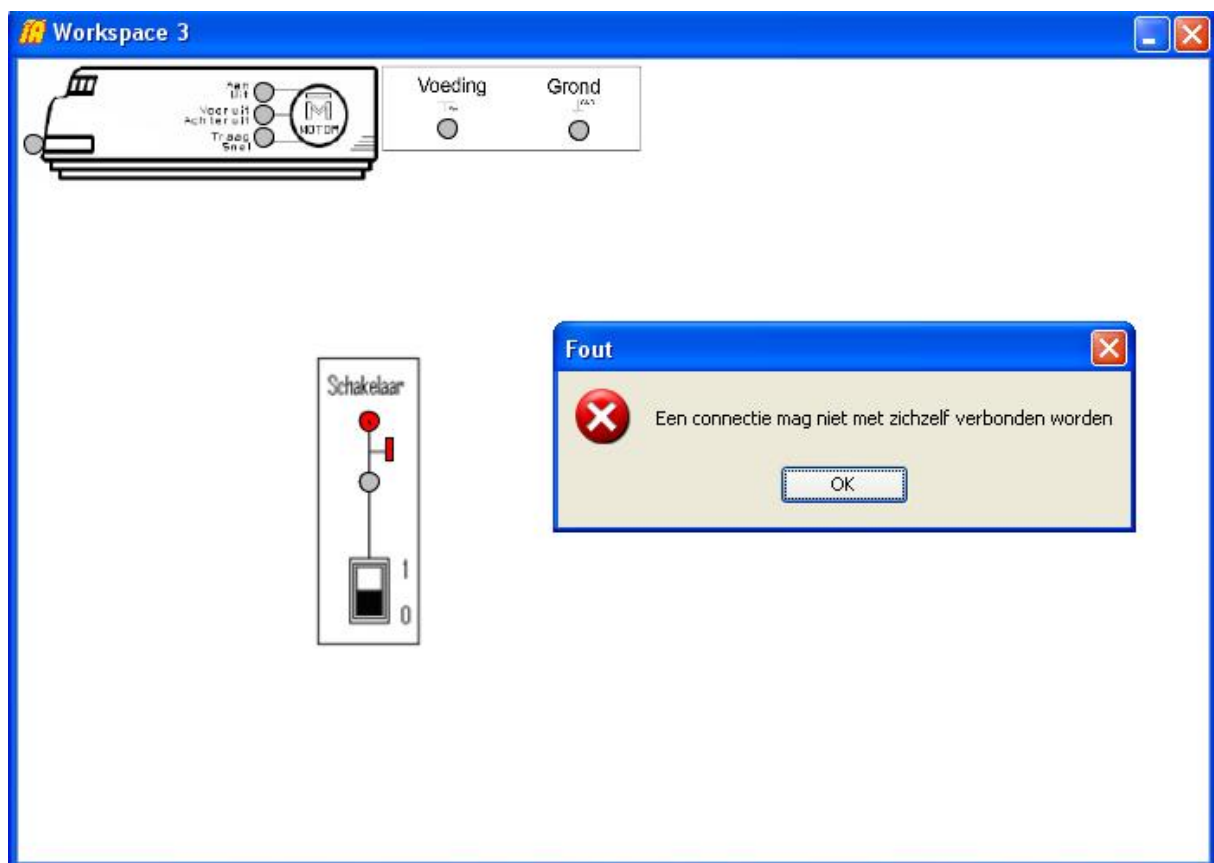 Workspace 3
Aan
Uit
Vooruit
Achteruit
Traag
Snel
M
MOTOR
Voeding
Grond
Schakelaar
1
0
Fout
Een connectie mag niet met zichzelf verbonden worden
OK